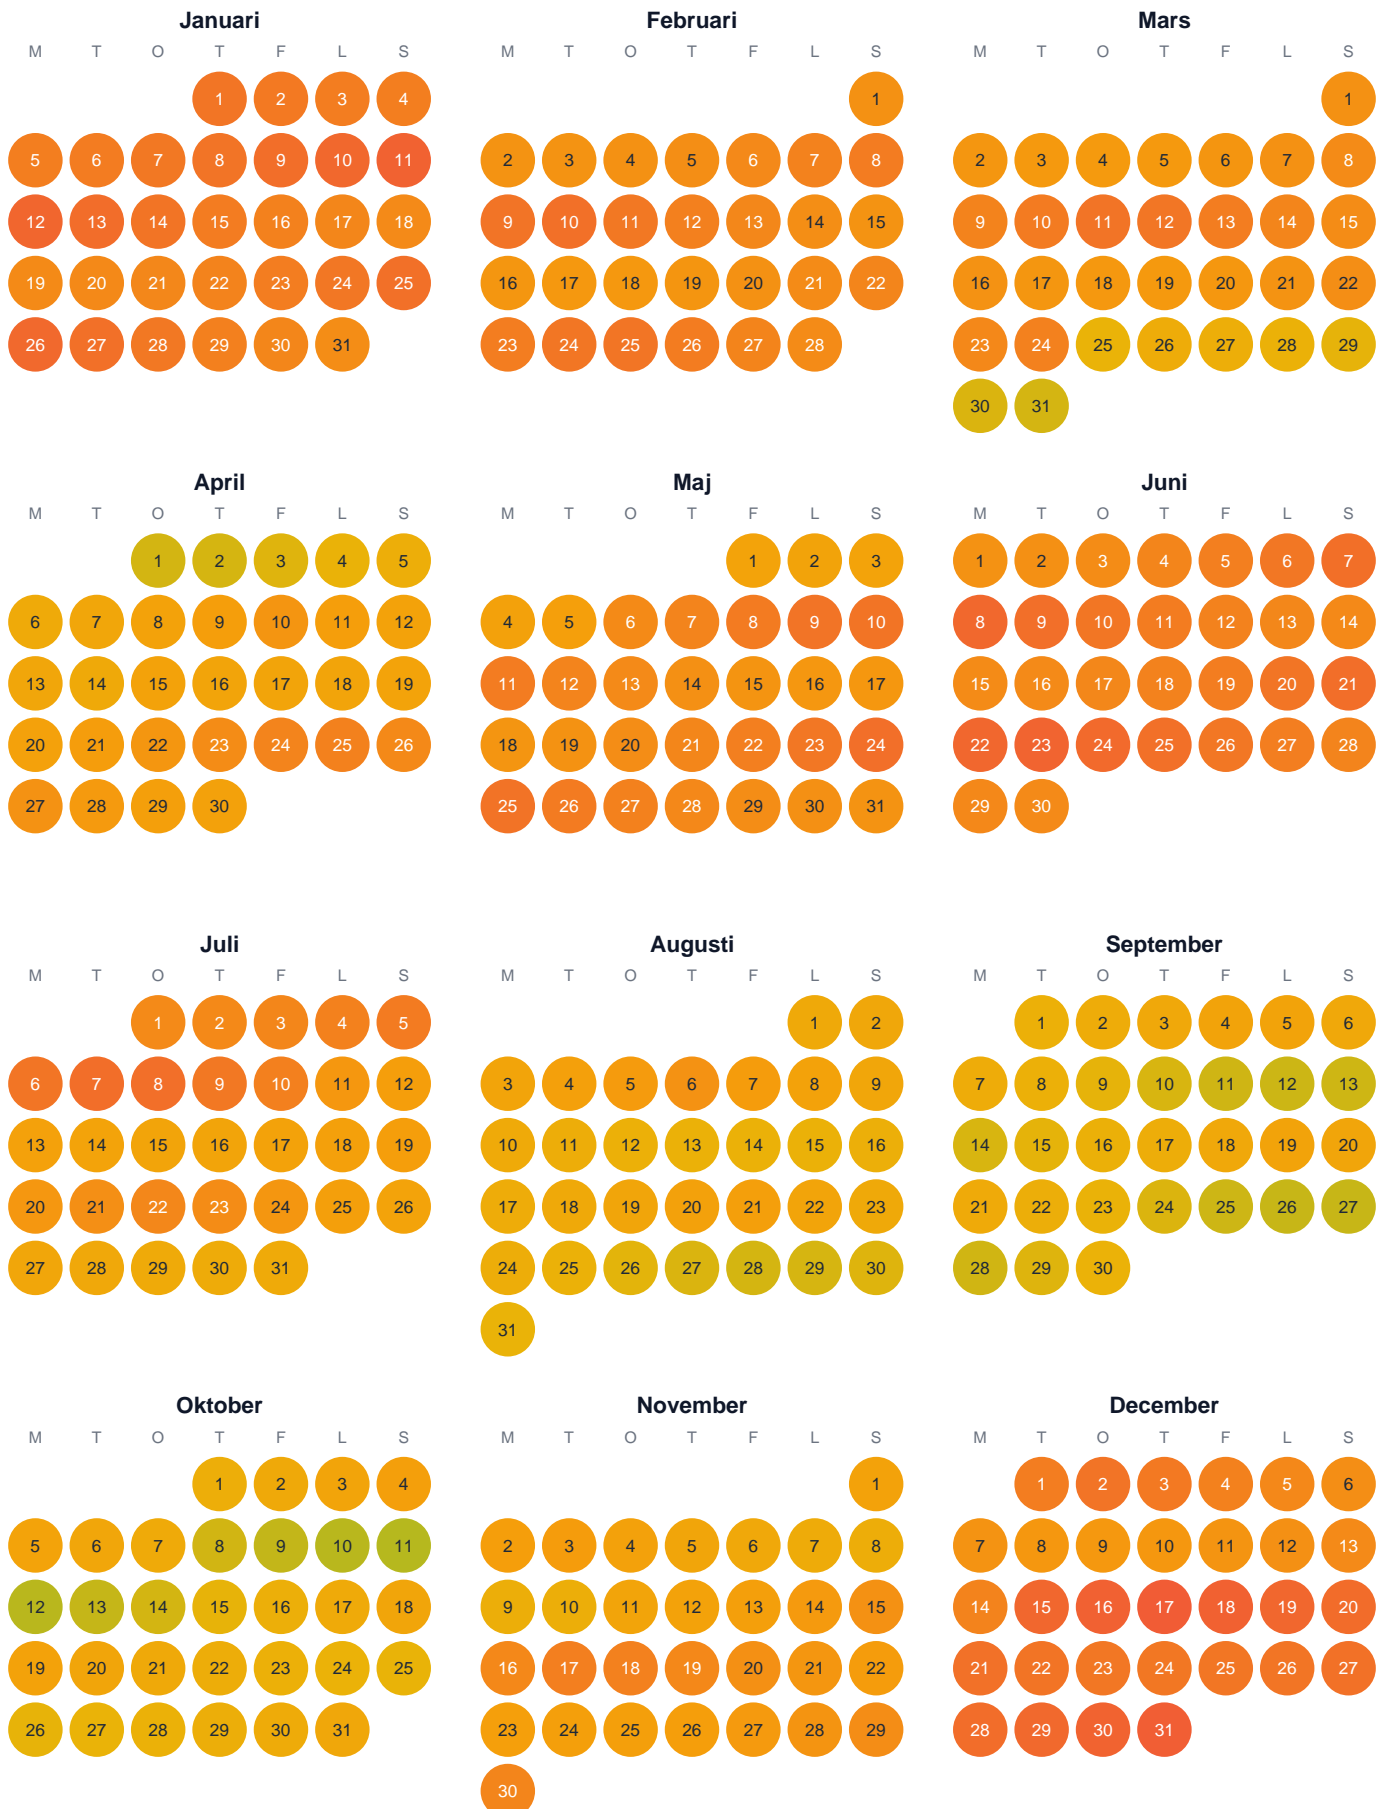 Januari
M T O T F L S
1 2 3 4
5 6 7 8 9 10 11
12 13 14 15 16 17 18
19 20 21 22 23 24 25
26 27 28 29 30 31
Februari
M T O T F L S
1
2 3 4 5 6 7 8
9 10 11 12 13 14 15
16 17 18 19 20 21 22
23 24 25 26 27 28
Mars
M T O T F L S
1
2 3 4 5 6 7 8
9 10 11 12 13 14 15
16 17 18 19 20 21 22
23 24 25 26 27 28 29
30 31
April
M T O T F L S
1 2 3 4 5
6 7 8 9 10 11 12
13 14 15 16 17 18 19
20 21 22 23 24 25 26
27 28 29 30
Maj
M T O T F L S
1 2 3
4 5 6 7 8 9 10
11 12 13 14 15 16 17
18 19 20 21 22 23 24
25 26 27 28 29 30 31
Juni
M T O T F L S
1 2 3 4 5 6 7
8 9 10 11 12 13 14
15 16 17 18 19 20 21
22 23 24 25 26 27 28
29 30
Juli
M T O T F L S
1 2 3 4 5
6 7 8 9 10 11 12
13 14 15 16 17 18 19
20 21 22 23 24 25 26
27 28 29 30 31
Augusti
M T O T F L S
1 2
3 4 5 6 7 8 9
10 11 12 13 14 15 16
17 18 19 20 21 22 23
24 25 26 27 28 29 30
31
September
M T O T F L S
1 2 3 4 5 6
7 8 9 10 11 12 13
14 15 16 17 18 19 20
21 22 23 24 25 26 27
28 29 30
Oktober
M T O T F L S
1 2 3 4
5 6 7 8 9 10 11
12 13 14 15 16 17 18
19 20 21 22 23 24 25
26 27 28 29 30 31
November
M T O T F L S
1
2 3 4 5 6 7 8
9 10 11 12 13 14 15
16 17 18 19 20 21 22
23 24 25 26 27 28 29
30
December
M T O T F L S
1 2 3 4 5 6
7 8 9 10 11 12 13
14 15 16 17 18 19 20
21 22 23 24 25 26 27
28 29 30 31